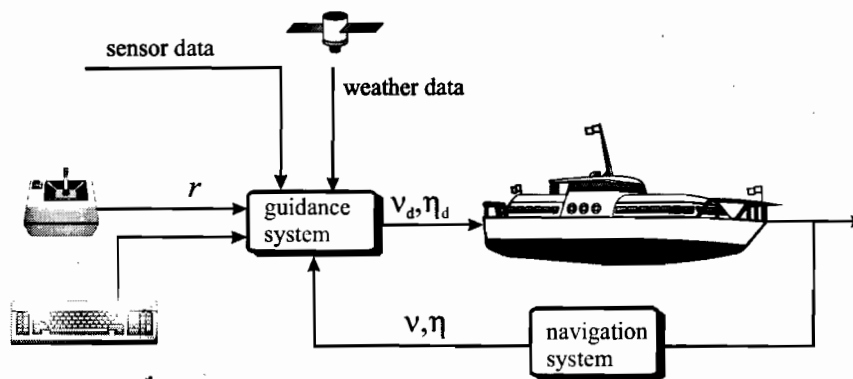 sensor data
weather data
r
guidance
system
ν_d, η_d
ν, η
navigation
system